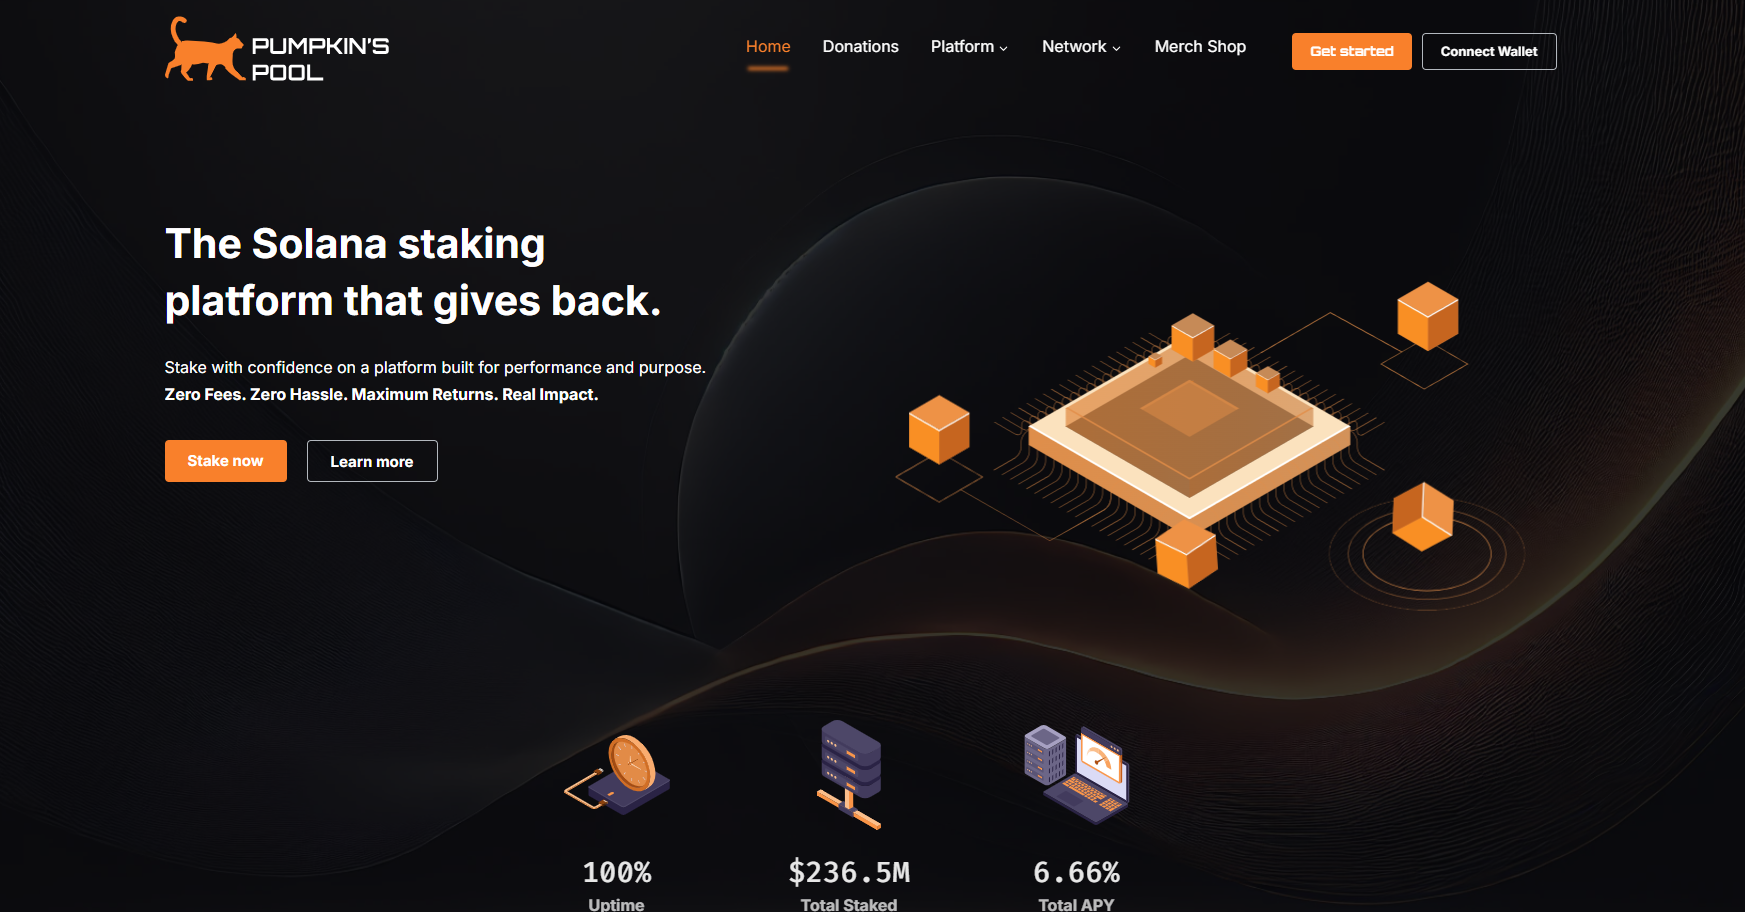 PUMPKIN'S
POOL
Home
Donations
Platform
Network
Merch Shop
Get started
Connect Wallet
The Solana staking
platform that gives back.
Stake with confidence on a platform built for performance and purpose.
Zero Fees. Zero Hassle. Maximum Returns. Real Impact.
Stake now
Learn more
100%
$236.5M
6.66%
Uptime
Total Staked
Total APY